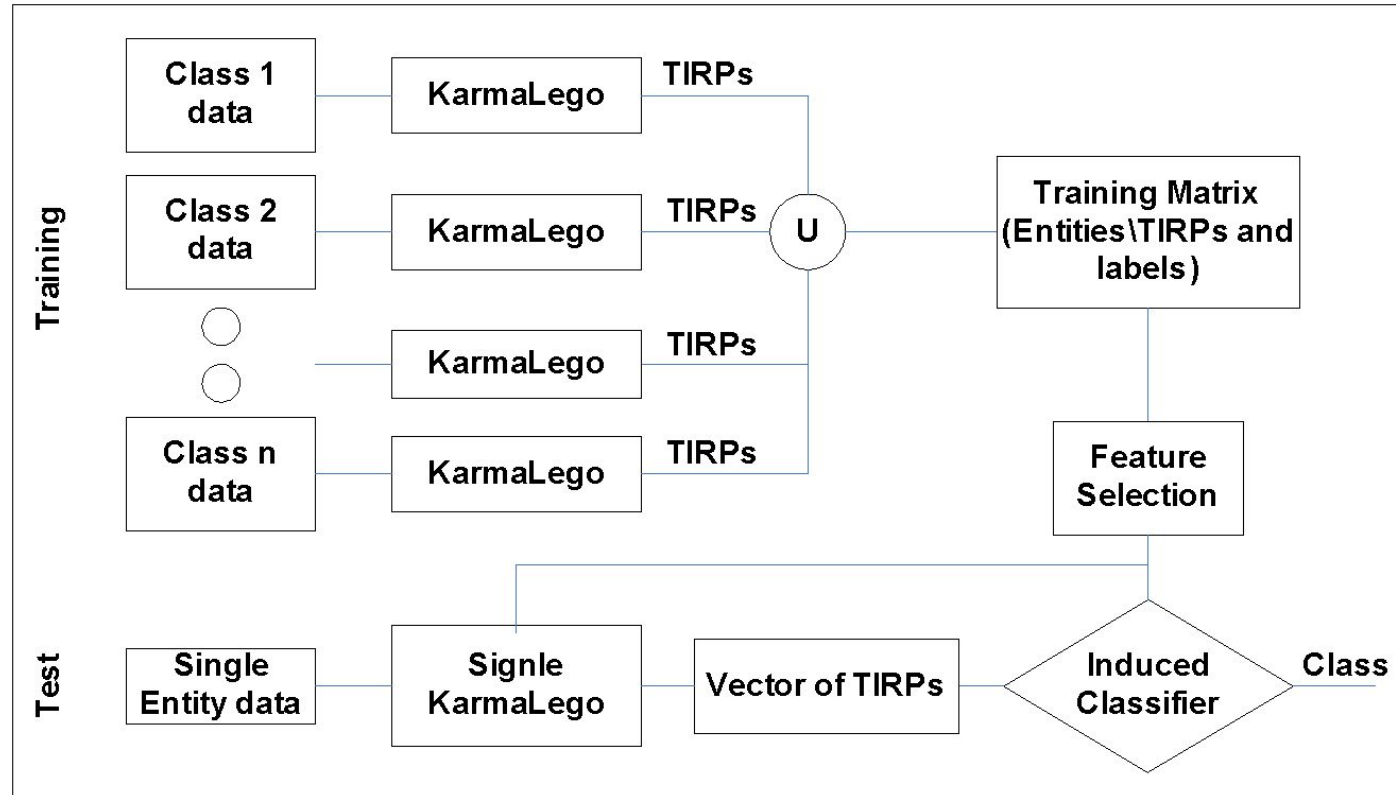 Training
Class 1
data
KarmaLego
TIRPs
Class 2
data
KarmaLego
TIRPs
U
Training Matrix
(Entities\TIRPs and
labels)
KarmaLego
TIRPs
Class n
data
KarmaLego
TIRPs
Feature
Selection
Test
Single
Entity data
Signle
KarmaLego
Vector of TIRPs
Induced
Classifier
Class